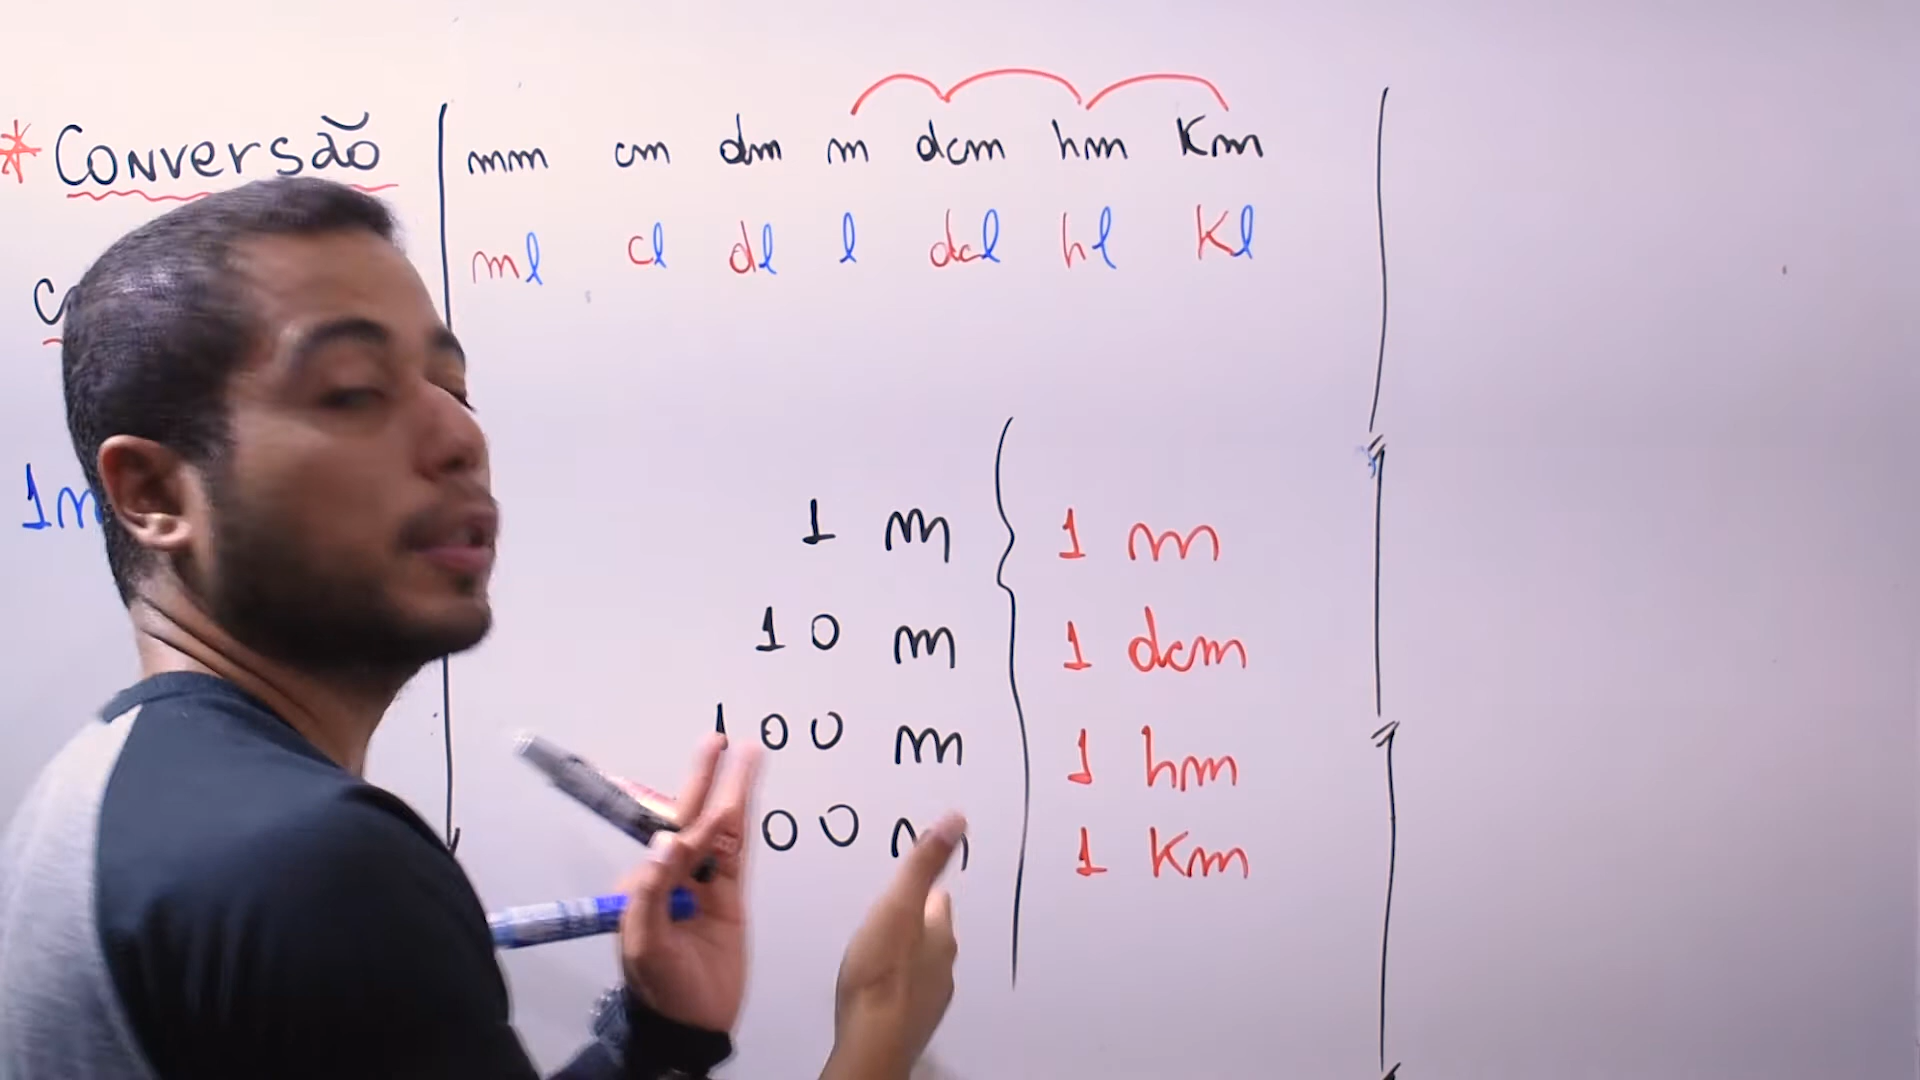 * Conversão
mm cm dm m dcm hm Km
ml cl dl l dcl hl Kl
1 m 1 m
10 m 1 dcm
100 m 1 hm
00 m 1 Km